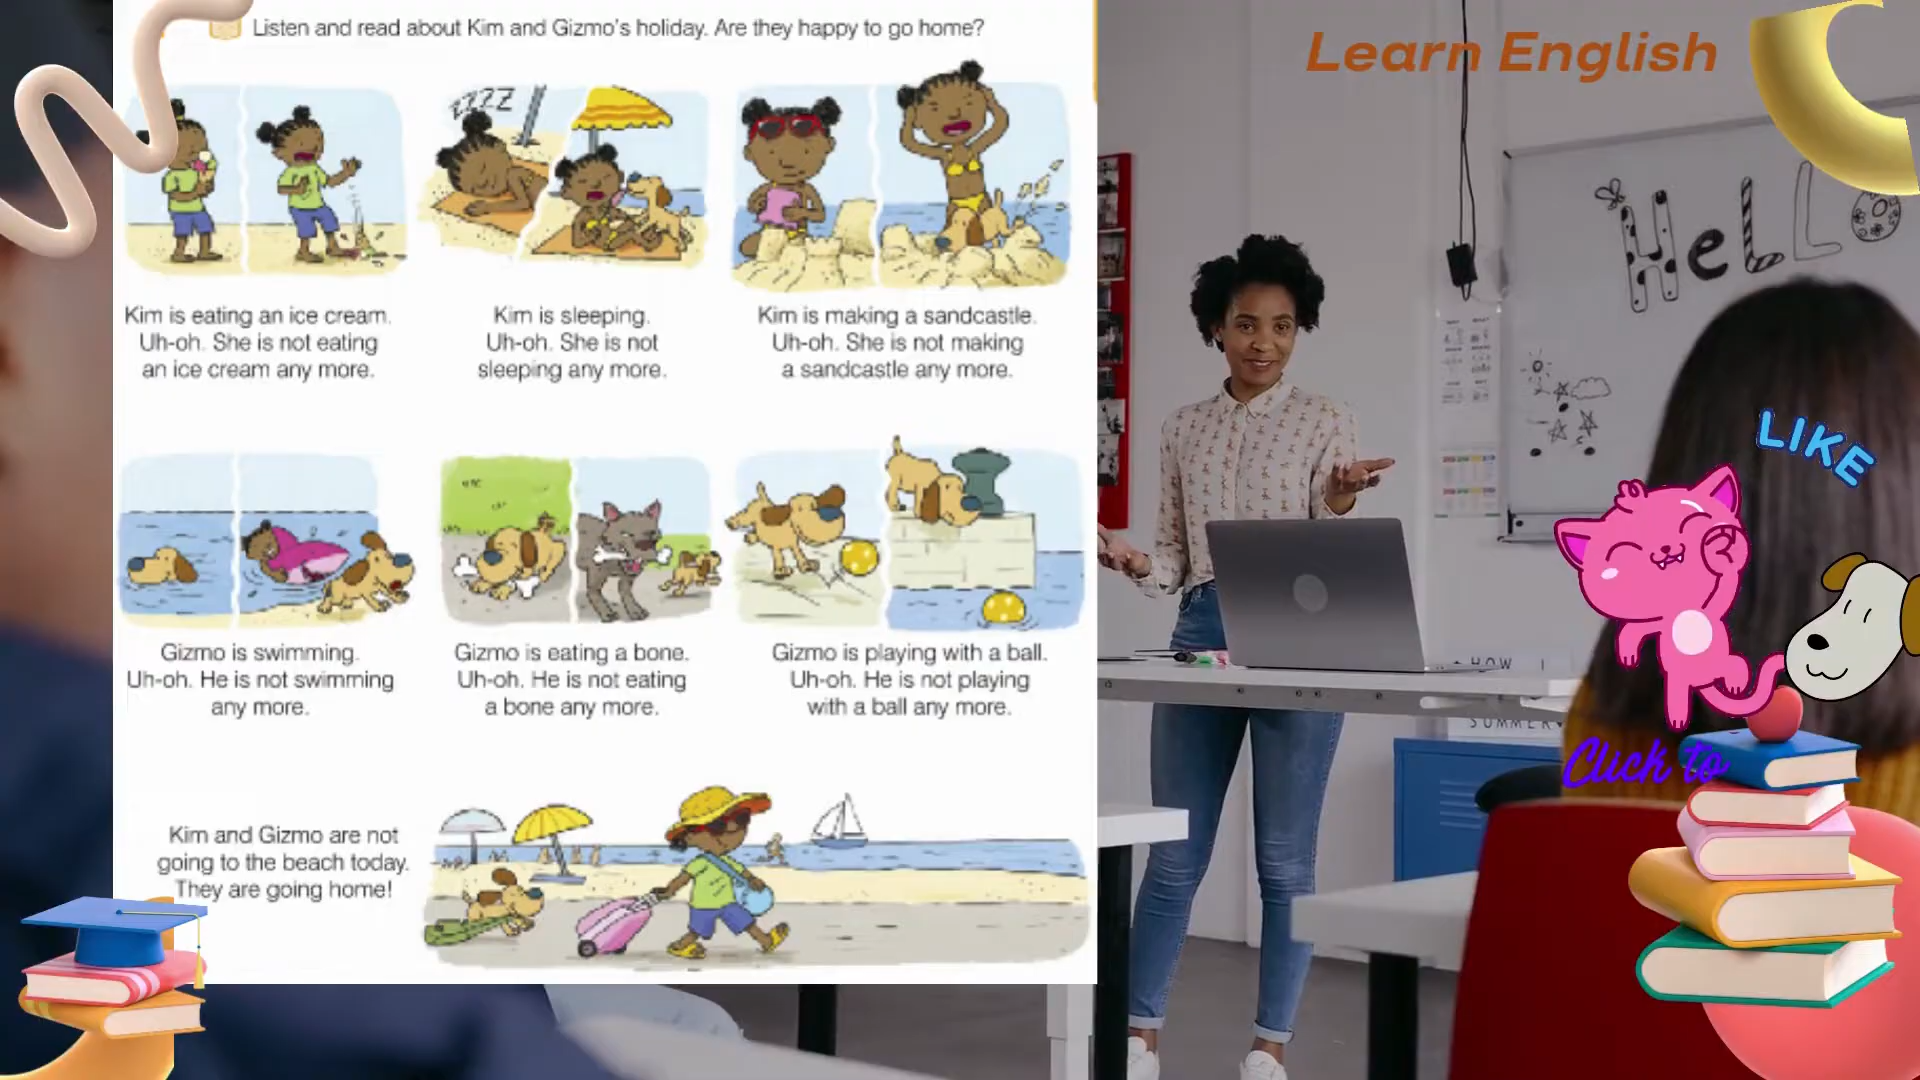 Listen and read about Kim and Gizmo's holiday. Are they happy to go home?
Learn English
HeLLO
ZZZZ
Kim is eating an ice cream.
Uh-oh. She is not eating
an ice cream any more.
Kim is sleeping.
Uh-oh. She is not
sleeping any more.
Kim is making a sandcastle.
Uh-oh. She is not making
a sandcastle any more.
LIKE
Gizmo is swimming.
Uh-oh. He is not swimming
any more.
Gizmo is eating a bone.
Uh-oh. He is not eating
a bone any more.
Gizmo is playing with a ball.
Uh-oh. He is not playing
with a ball any more.
HOW I
SUMMER
Click to
Kim and Gizmo are not
going to the beach today.
They are going home!